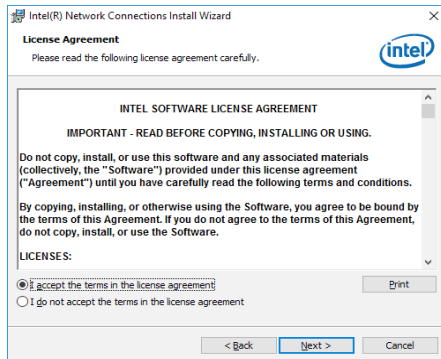 Intel(R) Network Connections Install Wizard
License Agreement
Please read the following license agreement carefully.
intel
INTEL SOFTWARE LICENSE AGREEMENT
IMPORTANT - READ BEFORE COPYING, INSTALLING OR USING.
Do not copy, install, or use this software and any associated materials
(collectively, the "Software") provided under this license agreement
("Agreement") until you have carefully read the following terms and conditions.
By copying, installing, or otherwise using the Software, you agree to be bound by
the terms of this Agreement. If you do not agree to the terms of this Agreement,
do not copy, install, or use the Software.
LICENSES:
I accept the terms in the license agreement
Print
I do not accept the terms in the license agreement
< Back
Next >
Cancel